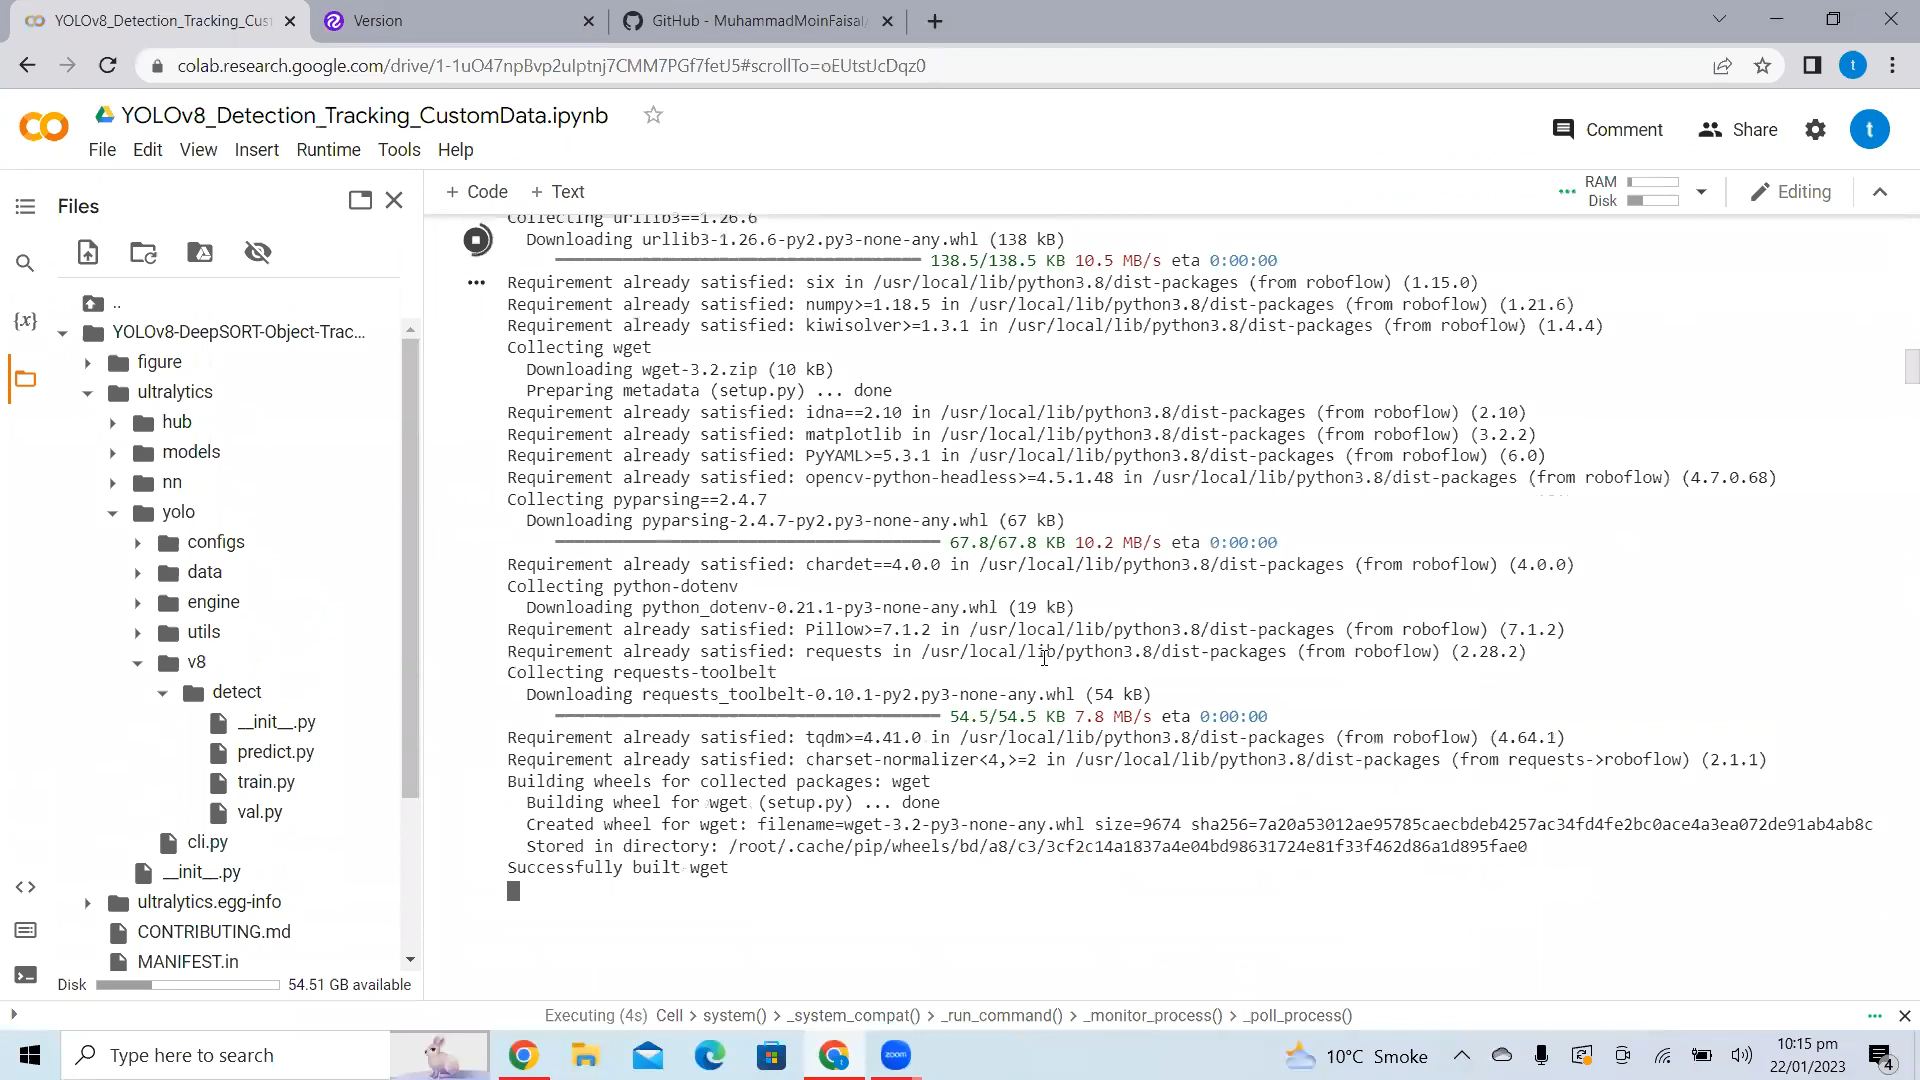 YOLOv8_Detection_Tracking_Cust
Version
GitHub - MuhammadMoinFaisal/
colab.research.google.com/drive/1-1uO47npBvp2ulptnj7CMM7PGf7fetJ5#scrollTo=oEUtstJcDqz0
t
YOLOv8_Detection_Tracking_CustomData.ipynb
Comment
Share
t
File Edit View Insert Runtime Tools Help
Files
+ Code + Text
RAM
Disk
Editing
..
YOLOv8-DeepSORT-Object-Trac...
figure
ultralytics
hub
models
nn
yolo
configs
data
engine
utils
v8
detect
__init__.py
predict.py
train.py
val.py
cli.py
__init__.py
ultralytics.egg-info
CONTRIBUTING.md
MANIFEST.in
Disk 54.51 GB available
{x}
Collecting urllib3==1.26.6
Downloading urllib3-1.26.6-py2.py3-none-any.whl (138 kB)
138.5/138.5 KB 10.5 MB/s eta 0:00:00
Requirement already satisfied: six in /usr/local/lib/python3.8/dist-packages (from roboflow) (1.15.0)
Requirement already satisfied: numpy>=1.18.5 in /usr/local/lib/python3.8/dist-packages (from roboflow) (1.21.6)
Requirement already satisfied: kiwisolver>=1.3.1 in /usr/local/lib/python3.8/dist-packages (from roboflow) (1.4.4)
Collecting wget
Downloading wget-3.2.zip (10 kB)
Preparing metadata (setup.py) ... done
Requirement already satisfied: idna==2.10 in /usr/local/lib/python3.8/dist-packages (from roboflow) (2.10)
Requirement already satisfied: matplotlib in /usr/local/lib/python3.8/dist-packages (from roboflow) (3.2.2)
Requirement already satisfied: PyYAML>=5.3.1 in /usr/local/lib/python3.8/dist-packages (from roboflow) (6.0)
Requirement already satisfied: opencv-python-headless>=4.5.1.48 in /usr/local/lib/python3.8/dist-packages (from roboflow) (4.7.0.68)
Collecting pyparsing==2.4.7
Downloading pyparsing-2.4.7-py2.py3-none-any.whl (67 kB)
67.8/67.8 KB 10.2 MB/s eta 0:00:00
Requirement already satisfied: chardet==4.0.0 in /usr/local/lib/python3.8/dist-packages (from roboflow) (4.0.0)
Collecting python-dotenv
Downloading python_dotenv-0.21.1-py3-none-any.whl (19 kB)
Requirement already satisfied: Pillow>=7.1.2 in /usr/local/lib/python3.8/dist-packages (from roboflow) (7.1.2)
Requirement already satisfied: requests in /usr/local/lib/python3.8/dist-packages (from roboflow) (2.28.2)
Collecting requests-toolbelt
Downloading requests_toolbelt-0.10.1-py2.py3-none-any.whl (54 kB)
54.5/54.5 KB 7.8 MB/s eta 0:00:00
Requirement already satisfied: tqdm>=4.41.0 in /usr/local/lib/python3.8/dist-packages (from roboflow) (4.64.1)
Requirement already satisfied: charset-normalizer<4,>=2 in /usr/local/lib/python3.8/dist-packages (from requests->roboflow) (2.1.1)
Building wheels for collected packages: wget
Building wheel for wget (setup.py) ... done
Created wheel for wget: filename=wget-3.2-py3-none-any.whl size=9674 sha256=7a20a53012ae95785caecbdeb4257ac34fd4fe2bc0ace4a3ea072de91ab4ab8c
Stored in directory: /root/.cache/pip/wheels/bd/a8/c3/3cf2c14a1837a4e04bd98631724e81f33f462d86a1d895fae0
Successfully built wget
Executing (4s) Cell > system() > _system_compat() > _run_command() > _monitor_process() > _poll_process()
Type here to search
zoom
10°C Smoke
10:15 pm
22/01/2023
4